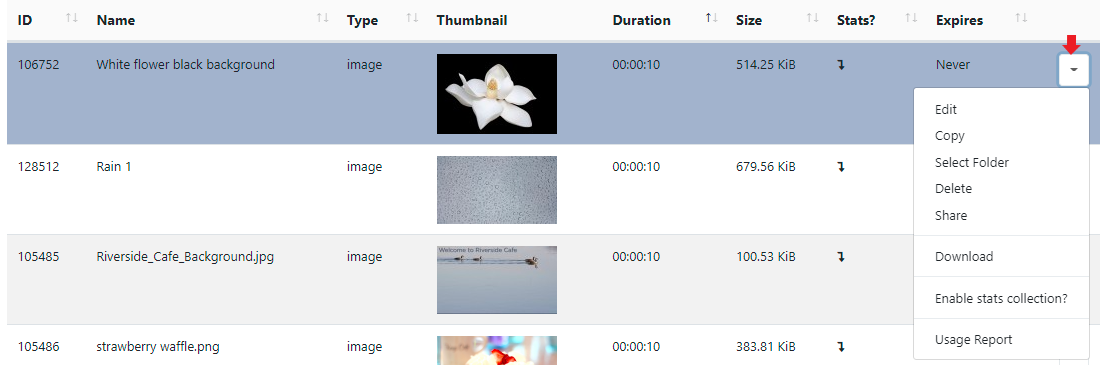 ID Name Type Thumbnail Duration Size Stats? Expires
106752 White flower black background image 00:00:10 514.25 KiB Never
Edit
Copy
128512 Rain 1 image 00:00:10 679.56 KiB Select Folder
Delete
Share
Welcome to Riverside Cafe
105485 Riverside_Cafe_Background.jpg image 00:00:10 100.53 KiB Download
Enable stats collection?
105486 strawberry waffle.png image 00:00:10 383.81 KiB Usage Report